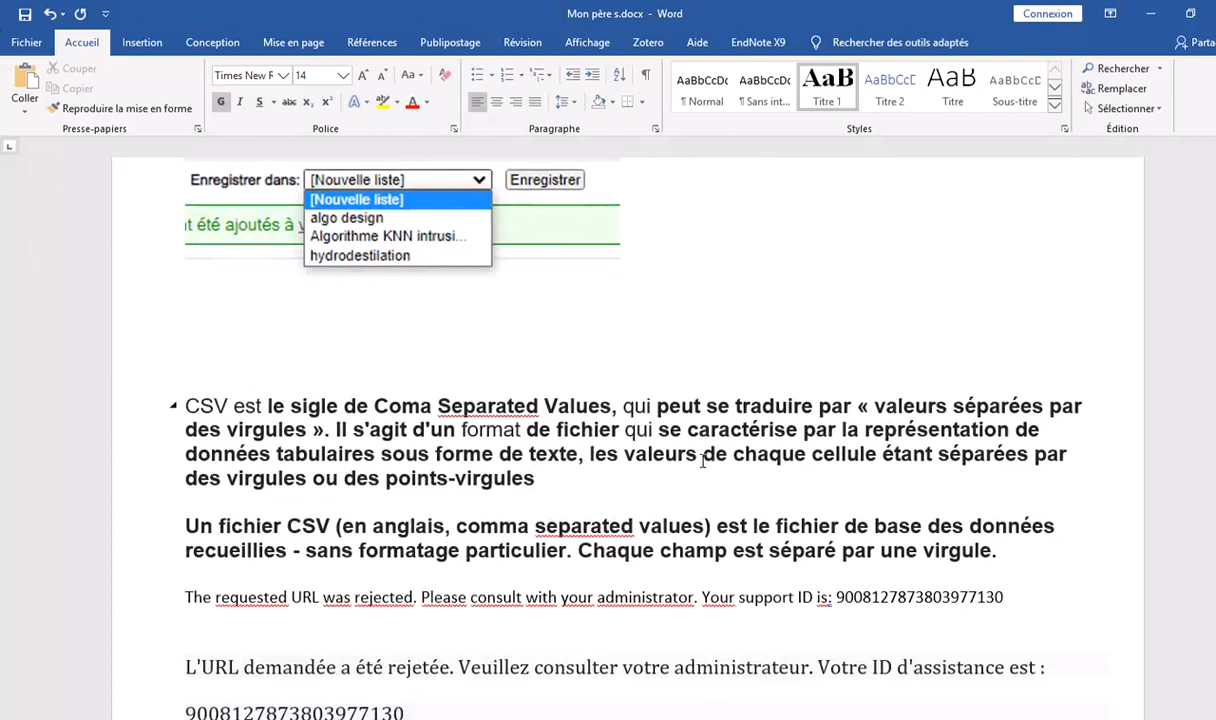 Mon père s.docx - Word
Connexion
Fichier Accueil Insertion Conception Mise en page Références Publipostage Révision Affichage Zotero Aide EndNote X9 Rechercher des outils adaptés Parta
Coller
Couper
Copier
Reproduire la mise en forme
Presse-papiers
Times New F 14
Aa
G I S abc x₂ x² A A
Police
Paragraphe
AaBbCcDc AaBbCcDc AaB AaBbCcD AaB AaBbCcD
¶ Normal ¶ Sans int... Titre 1 Titre 2 Titre Sous-titre
Styles
Rechercher
Remplacer
Sélectionner
Édition
L
Enregistrer dans: [Nouvelle liste] Enregistrer
[Nouvelle liste]
t été ajoutés à
algo design
Algorithme KNN intrusi...
hydrodestilation
CSV est le sigle de Coma Separated Values, qui peut se traduire par « valeurs séparées par
des virgules ». Il s'agit d'un format de fichier qui se caractérise par la représentation de
données tabulaires sous forme de texte, les valeurs de chaque cellule étant séparées par
des virgules ou des points-virgules
Un fichier CSV (en anglais, comma separated values) est le fichier de base des données
recueillies - sans formatage particulier. Chaque champ est séparé par une virgule.
The requested URL was rejected. Please consult with your administrator. Your support ID is: 9008127873803977130
L'URL demandée a été rejetée. Veuillez consulter votre administrateur. Votre ID d'assistance est :
9008127873803977130